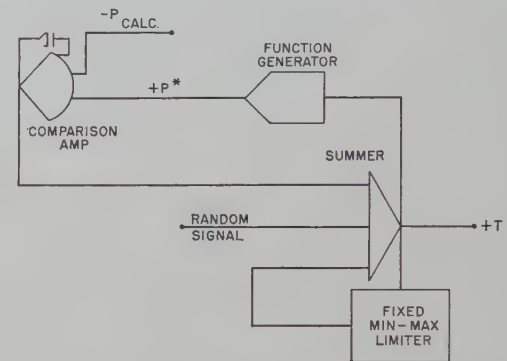 -P CALC.
FUNCTION
GENERATOR
+P*
COMPARISON
AMP
SUMMER
RANDOM
SIGNAL
+T
FIXED
MIN-MAX
LIMITER